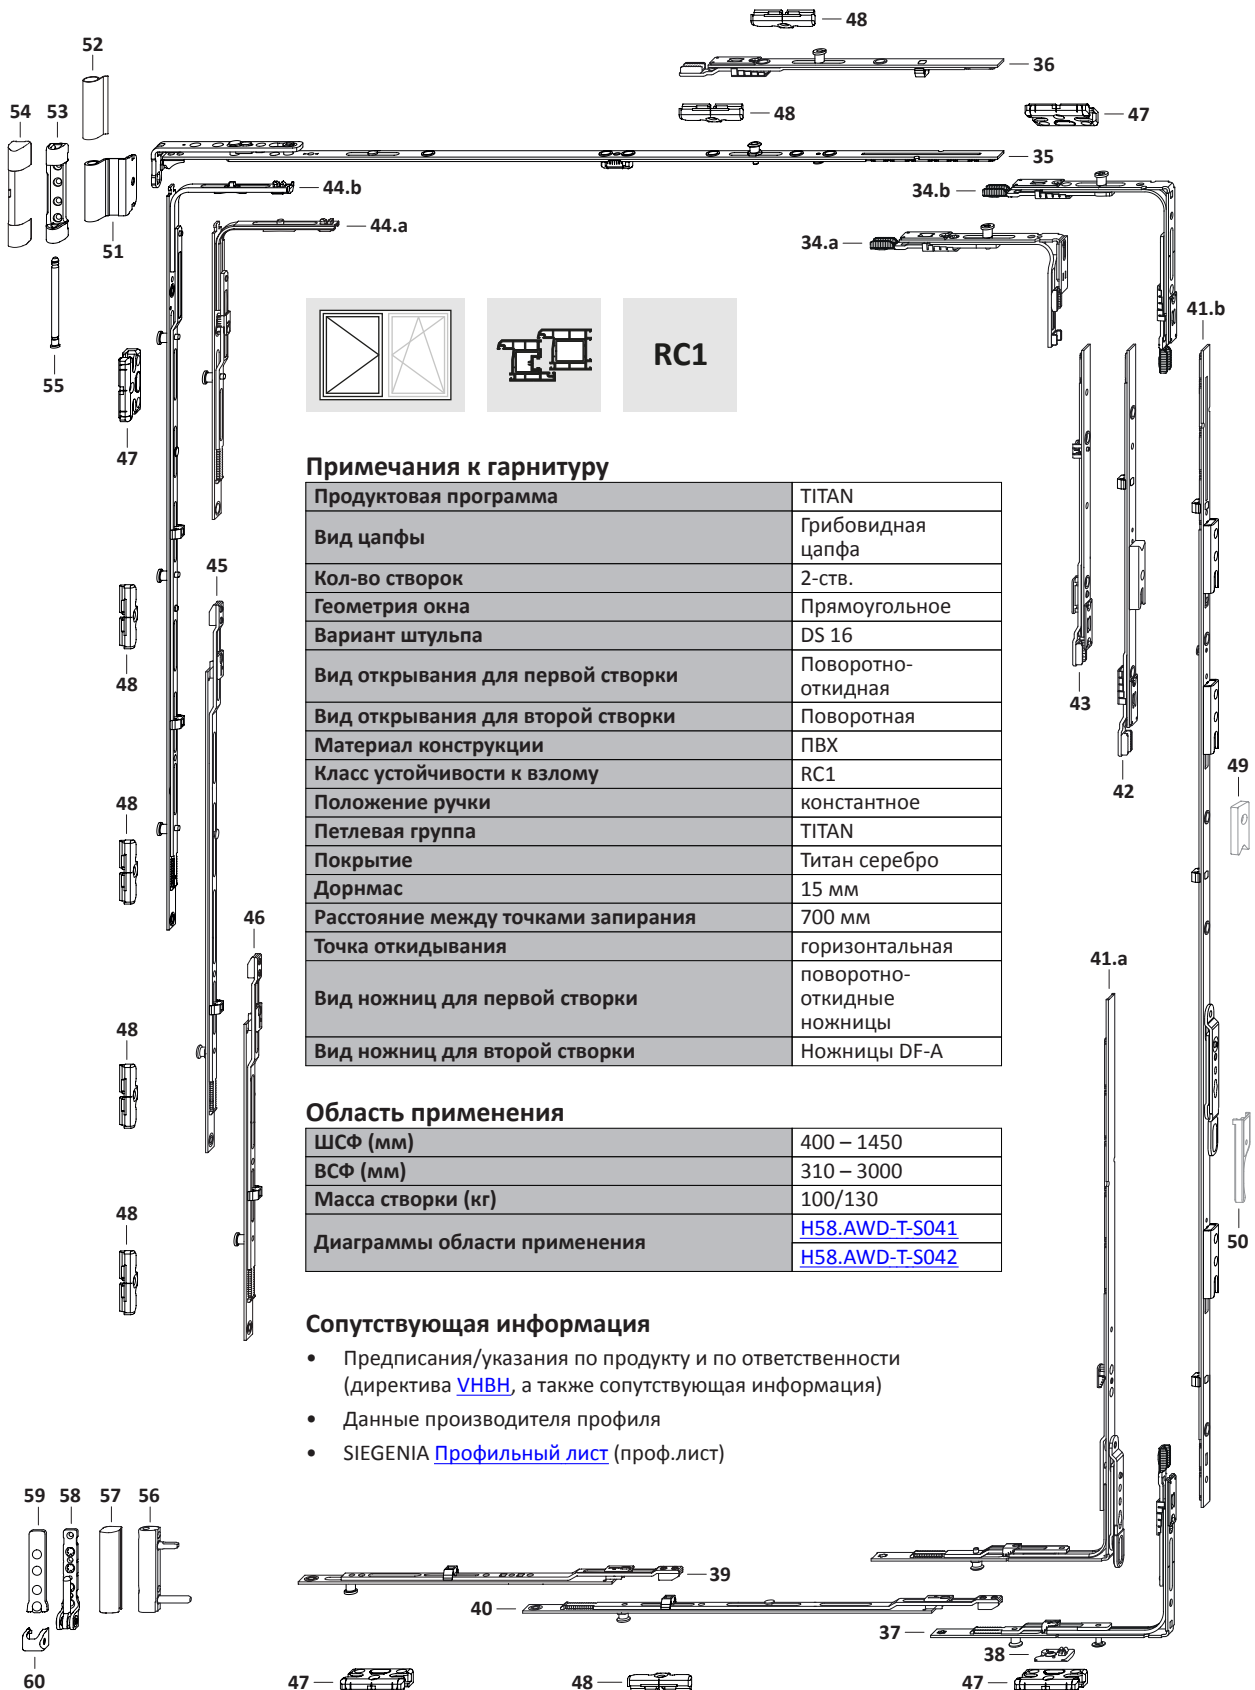 48
52
36
54 53
48
47
35
44.b
34.b
44.a
34.a
51
41.b
RC1
55
47
Примечания к гарнитуру
Продуктовая программа TITAN
Вид цапфы Грибовидная
цапфа
Кол-во створок 2-ств.
Геометрия окна Прямоугольное
Вариант штульпа DS 16
Вид открывания для первой створки Поворотно-
откидная
Вид открывания для второй створки Поворотная
Материал конструкции ПВХ
Класс устойчивости к взлому RC1
Положение ручки константное
Петлевая группа TITAN
Покрытие Титан серебро
Дорнмас 15 мм
Расстояние между точками запирания 700 мм
Точка откидывания горизонтальная
Вид ножниц для первой створки поворотно-
откидные
ножницы
Вид ножниц для второй створки Ножницы DF-A
45
48
43
42
49
48
46
41.a
48
Область применения
ШСФ (мм) 400 – 1450
ВСФ (мм) 310 – 3000
Масса створки (кг) 100/130
Диаграммы области применения H58.AWD-T-S041
H58.AWD-T-S042
48
50
Сопутствующая информация
• Предписания/указания по продукту и по ответственности
(директива VHBH, а также сопутствующая информация)
• Данные производителя профиля
• SIEGENIA Профильный лист (проф.лист)
59 58 57 56
39
40
37
38
60
47
48
47